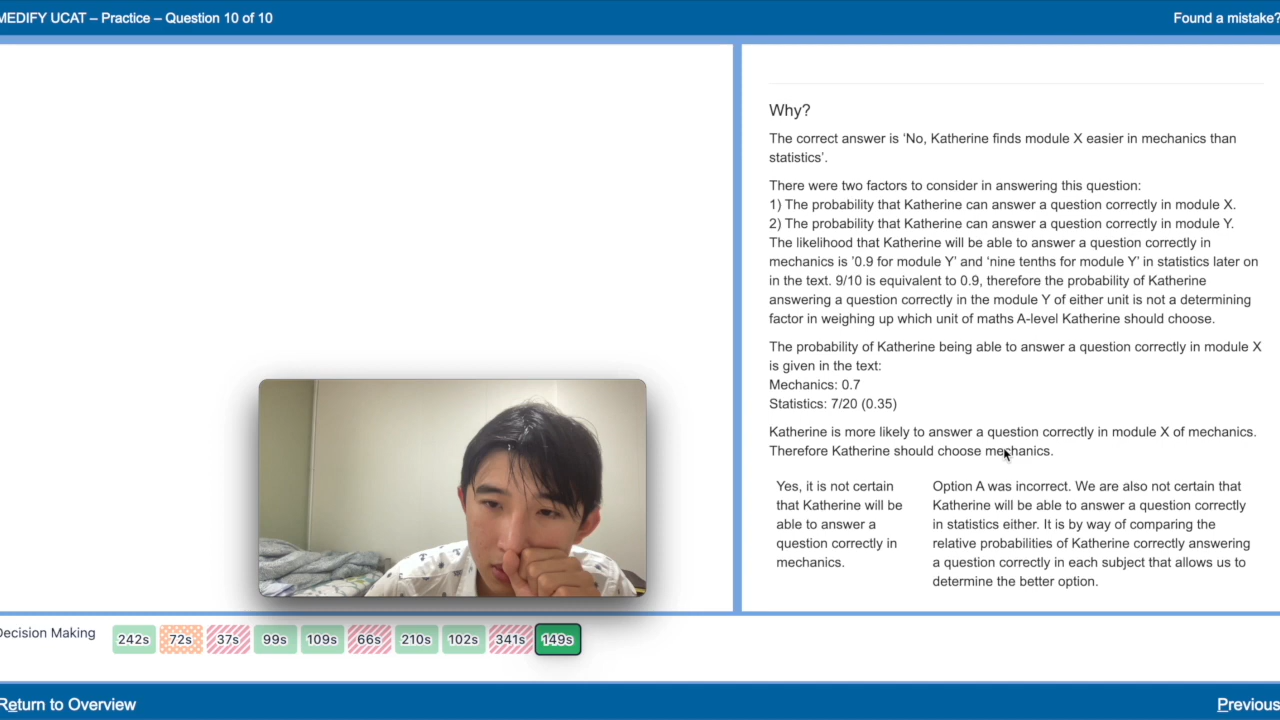 MEDIFY UCAT – Practice – Question 10 of 10
Found a mistake?
Why?
The correct answer is ‘No, Katherine finds module X easier in mechanics than
statistics’.
There were two factors to consider in answering this question:
1) The probability that Katherine can answer a question correctly in module X.
2) The probability that Katherine can answer a question correctly in module Y.
The likelihood that Katherine will be able to answer a question correctly in
mechanics is ’0.9 for module Y’ and ‘nine tenths for module Y’ in statistics later on
in the text. 9/10 is equivalent to 0.9, therefore the probability of Katherine
answering a question correctly in the module Y of either unit is not a determining
factor in weighing up which unit of maths A-level Katherine should choose.
The probability of Katherine being able to answer a question correctly in module X
is given in the text:
Mechanics: 0.7
Statistics: 7/20 (0.35)
Katherine is more likely to answer a question correctly in module X of mechanics.
Therefore Katherine should choose mechanics.
Yes, it is not certain
that Katherine will be
able to answer a
question correctly in
mechanics.
Option A was incorrect. We are also not certain that
Katherine will be able to answer a question correctly
in statistics either. It is by way of comparing the
relative probabilities of Katherine correctly answering
a question correctly in each subject that allows us to
determine the better option.
Decision Making
242s 72s 37s 99s 109s 66s 210s 102s 341s 149s
Return to Overview
Previous